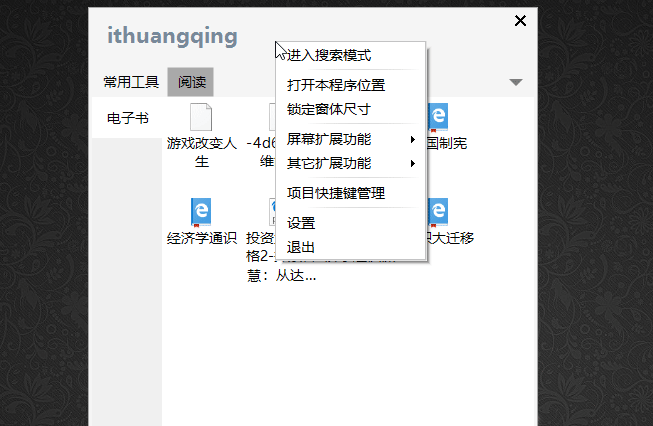 ithuangqing
常用工具 阅读
电子书
游戏改变人
生
-4d6
维
国制宪
经济学通识
投资
格2-
慧：从达...
大迁移
进入搜索模式
打开本程序位置
锁定窗体尺寸
屏幕扩展功能
其它扩展功能
项目快捷键管理
设置
退出